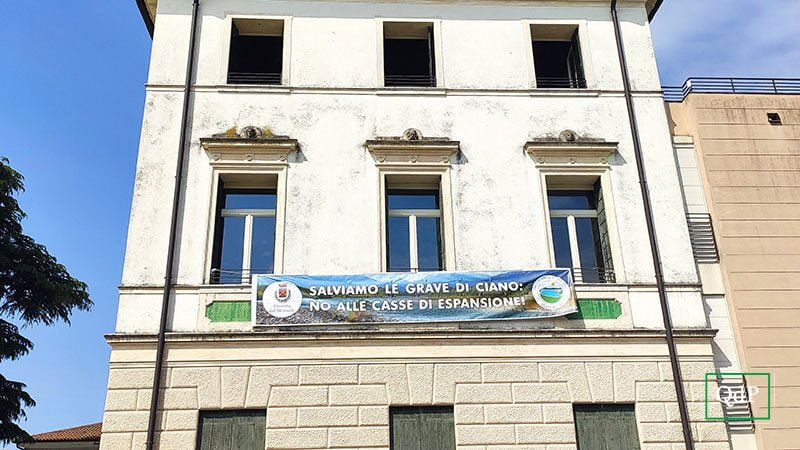 SALVIAMO LE GRAVE DI CIANO:
NO ALLE CASSE DI ESPANSIONE!
QdP